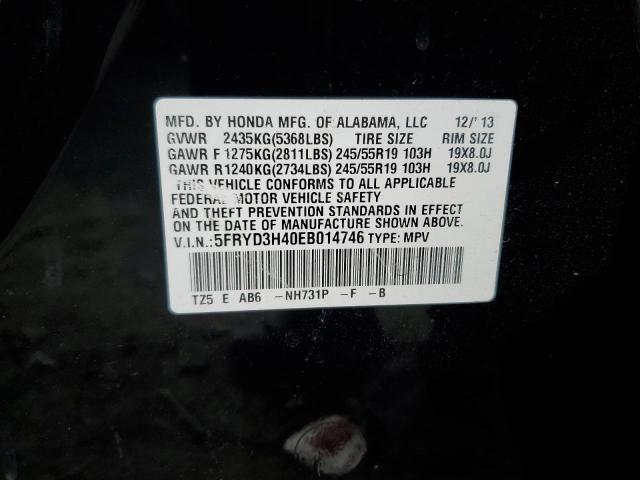 MFD. BY HONDA MFG. OF ALABAMA, LLC 12/'13
GVWR 2435KG(5368LBS) TIRE SIZE RIM SIZE
GAWR F 1275KG(2811LBS) 245/55R19 103H 19X8.0J
GAWR R1240KG(2734LBS) 245/55R19 103H 19X8.0J
THIS VEHICLE CONFORMS TO ALL APPLICABLE
FEDERAL MOTOR VEHICLE SAFETY
AND THEFT PREVENTION STANDARDS IN EFFECT
ON THE DATE OF MANUFACTURE SHOWN ABOVE.
V.I.N.: 5FRYD3H40EB014746 TYPE: MPV
TZ5 E AB6 -NH731P -F -B